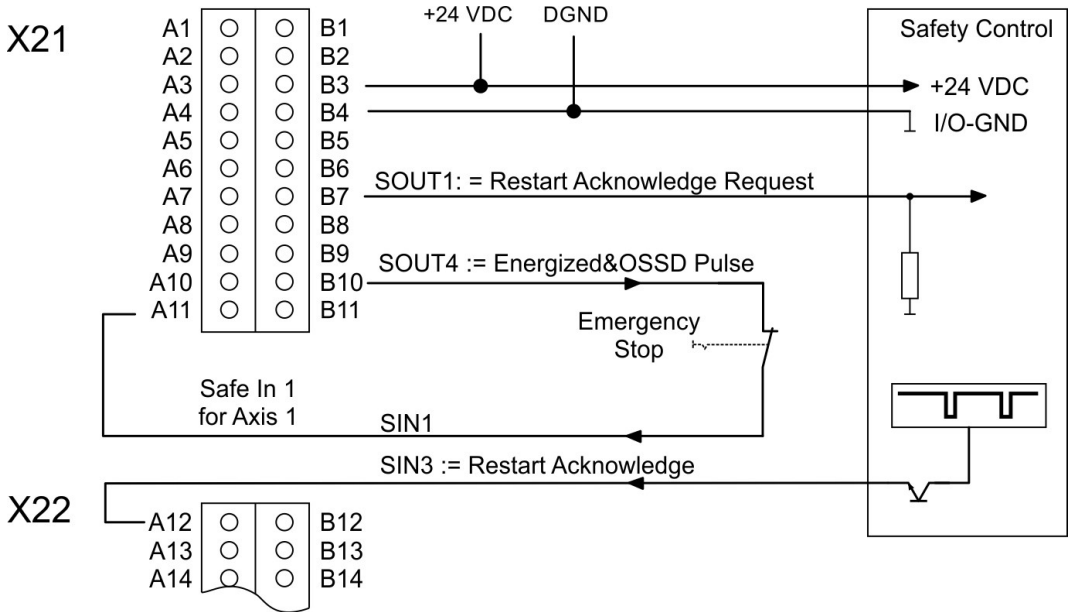 +24 VDC DGND
X21
A1 B1
A2 B2
A3 B3
A4 B4
A5 B5
A6 B6
A7 B7
A8 B8
A9 B9
A10 B10
A11 B11
Safety Control
+24 VDC
I/O-GND
SOUT1: = Restart Acknowledge Request
SOUT4 := Energized&OSSD Pulse
Emergency
Stop
Safe In 1
for Axis 1
SIN1
SIN3 := Restart Acknowledge
X22
A12 B12
A13 B13
A14 B14